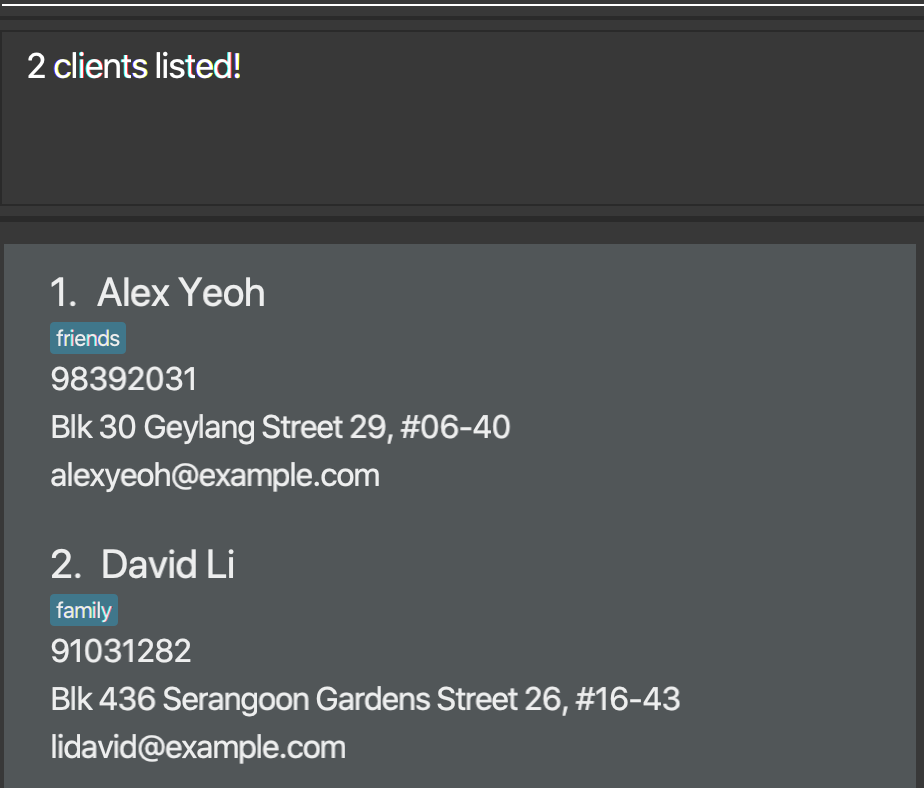 2 clients listed!
1. Alex Yeoh
friends
98392031
Blk 30 Geylang Street 29, #06-40
alexyeoh@example.com
2. David Li
family
91031282
Blk 436 Serangoon Gardens Street 26, #16-43
lidavid@example.com